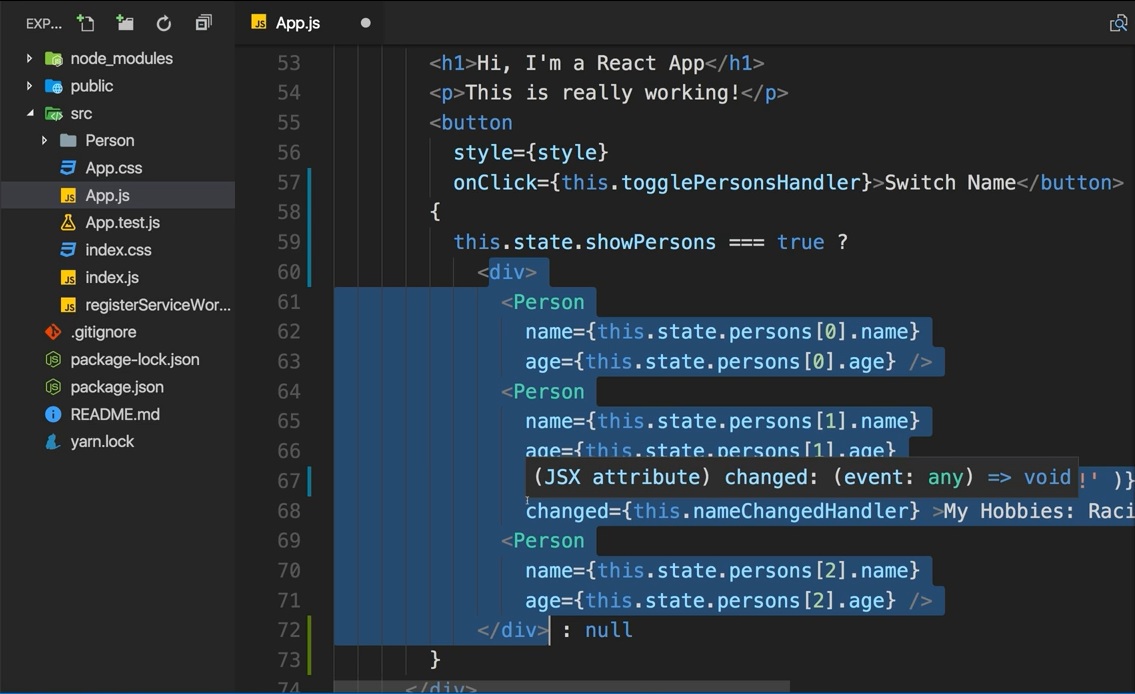 EXP...
App.js
node_modules
public
src
Person
App.css
App.js
App.test.js
index.css
index.js
registerServiceWor...
.gitignore
package-lock.json
package.json
README.md
yarn.lock
53 <h1>Hi, I'm a React App</h1>
54 <p>This is really working!</p>
55 <button
56 style={style}
57 onClick={this.togglePersonsHandler}>Switch Name</button>
58 {
59 this.state.showPersons === true ?
60 <div>
61 <Person
62 name={this.state.persons[0].name}
63 age={this.state.persons[0].age} />
64 <Person
65 name={this.state.persons[1].name}
66 age={this.state.persons[1].age}
(JSX attribute) changed: (event: any) => void
67 !' )}
68 changed={this.nameChangedHandler} >My Hobbies: Raci
69 <Person
70 name={this.state.persons[2].name}
71 age={this.state.persons[2].age} />
72 </div> : null
73 }
74 </div>